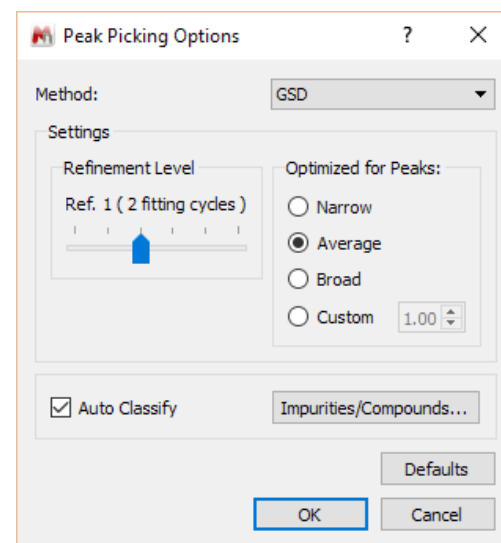 Peak Picking Options
?
Method:
GSD
Settings
Refinement Level
Ref. 1 ( 2 fitting cycles )
Optimized for Peaks:
Narrow
Average
Broad
Custom
1.00
Auto Classify
Impurities/Compounds...
Defaults
OK
Cancel